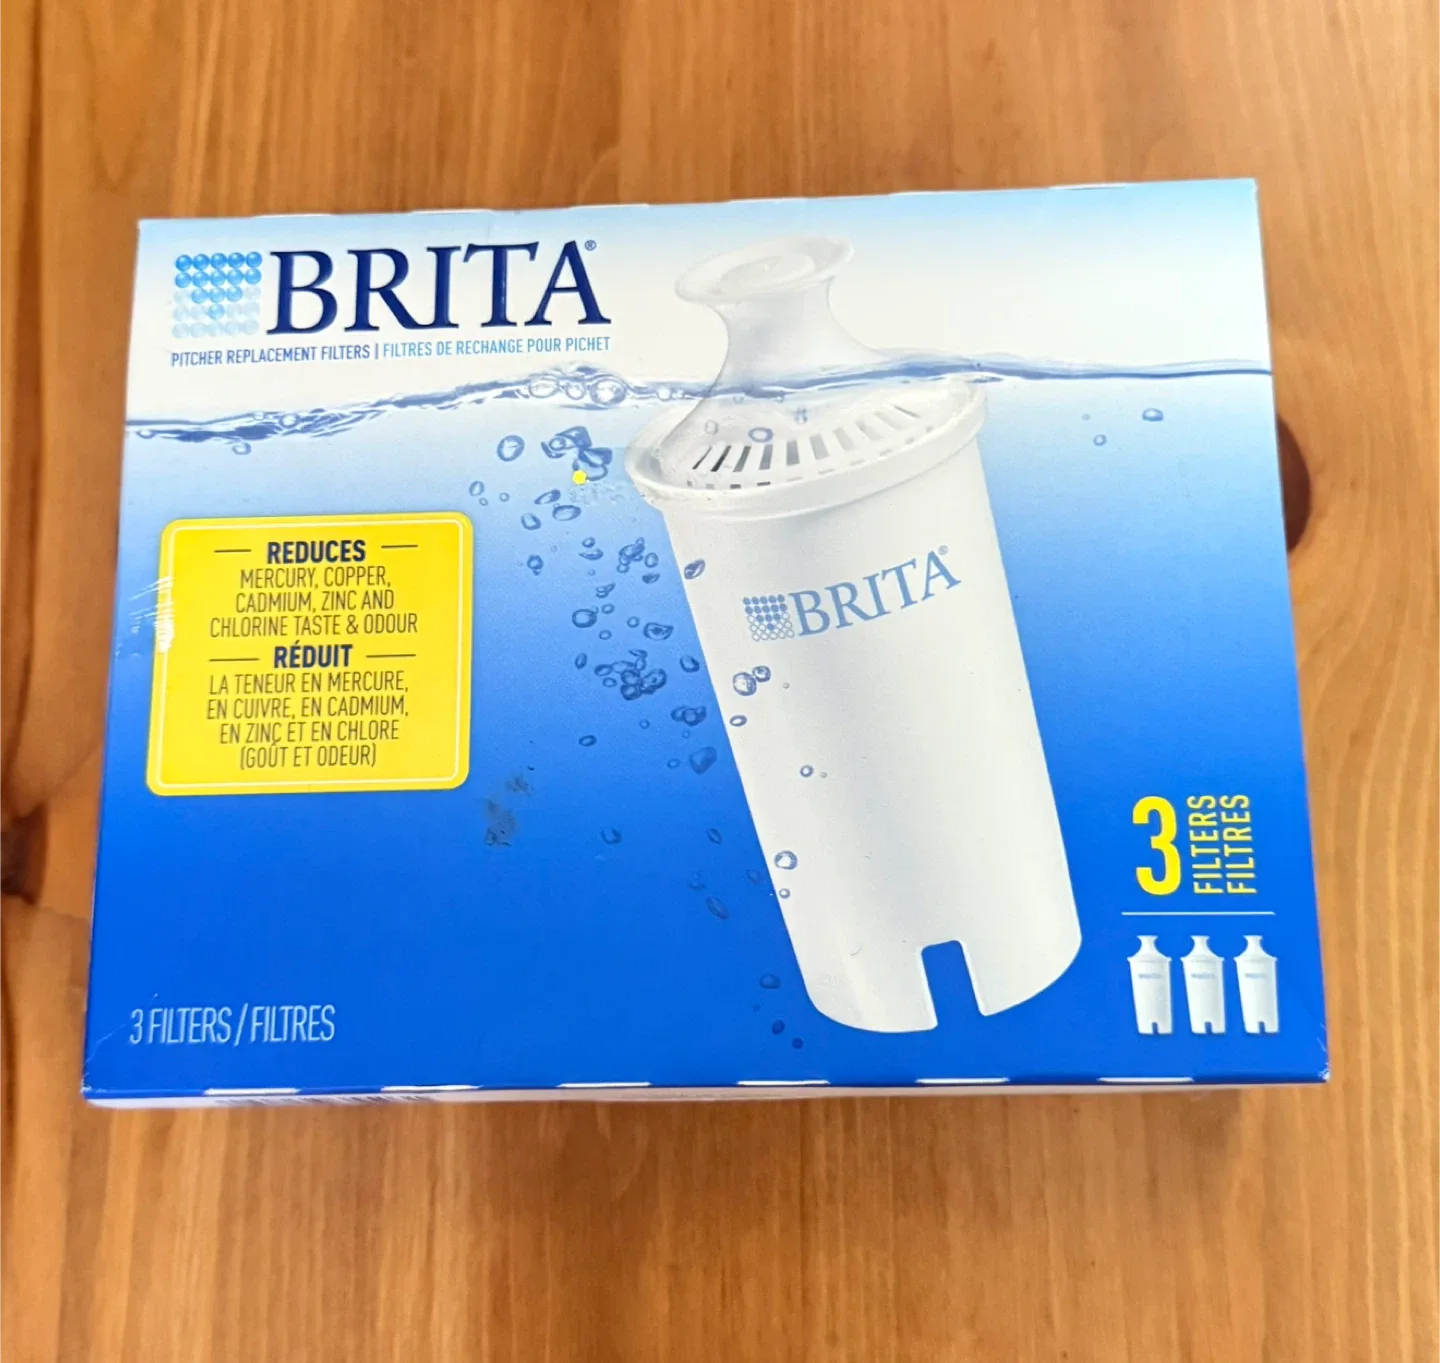 BRITA®
PITCHER REPLACEMENT FILTERS | FILTRES DE RECHANGE POUR PICHET
REDUCES
MERCURY, COPPER,
CADMIUM, ZINC AND
CHLORINE TASTE & ODOUR
RÉDUIT
LA TENEUR EN MERCURE,
EN CUIVRE, EN CADMIUM,
EN ZINC ET EN CHLORE
(GOÛT ET ODEUR)
BRITA®
3 FILTERS
FILTRES
3 FILTERS/FILTRES